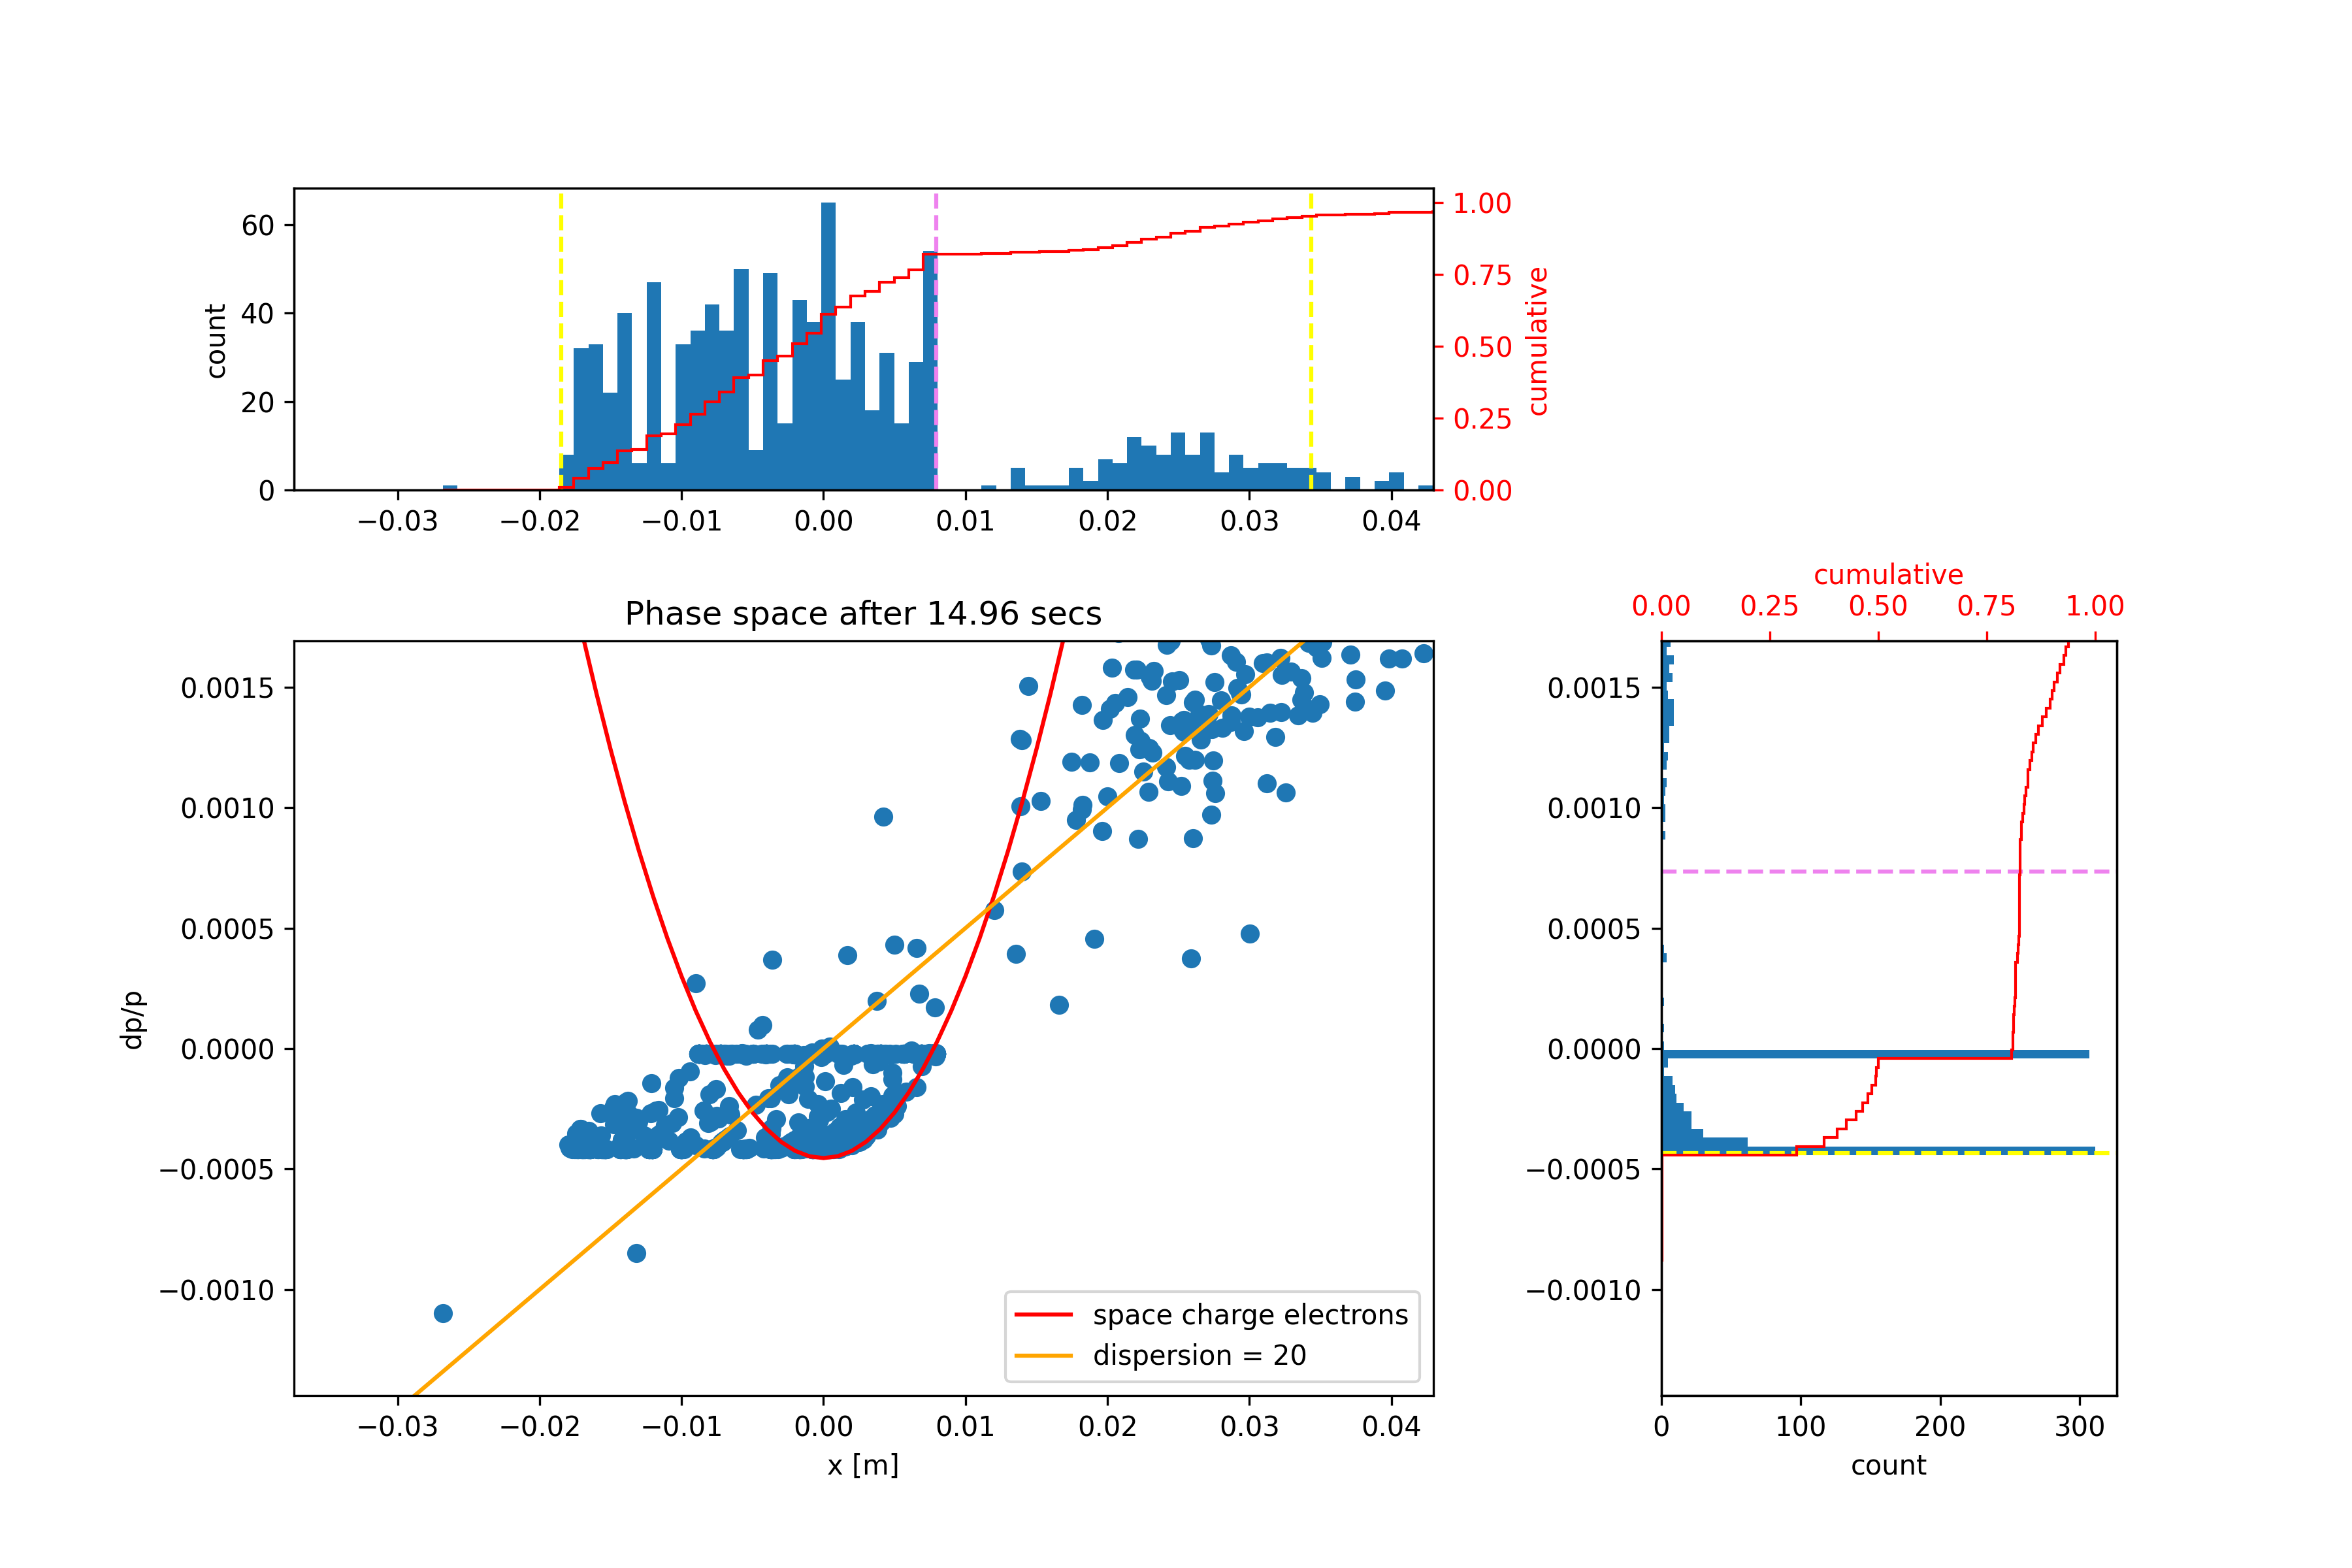 60
40
20
0
count
1.00
0.75
0.50
0.25
0.00
cumulative
−0.03 −0.02 −0.01 0.00 0.01 0.02 0.03 0.04
Phase space after 14.96 secs
0.0015
0.0010
0.0005
0.0000
−0.0005
−0.0010
dp/p
space charge electrons
dispersion = 20
−0.03 −0.02 −0.01 0.00 0.01 0.02 0.03 0.04
x [m]
cumulative
0.00 0.25 0.50 0.75 1.00
0.0015
0.0010
0.0005
0.0000
−0.0005
−0.0010
0 100 200 300
count